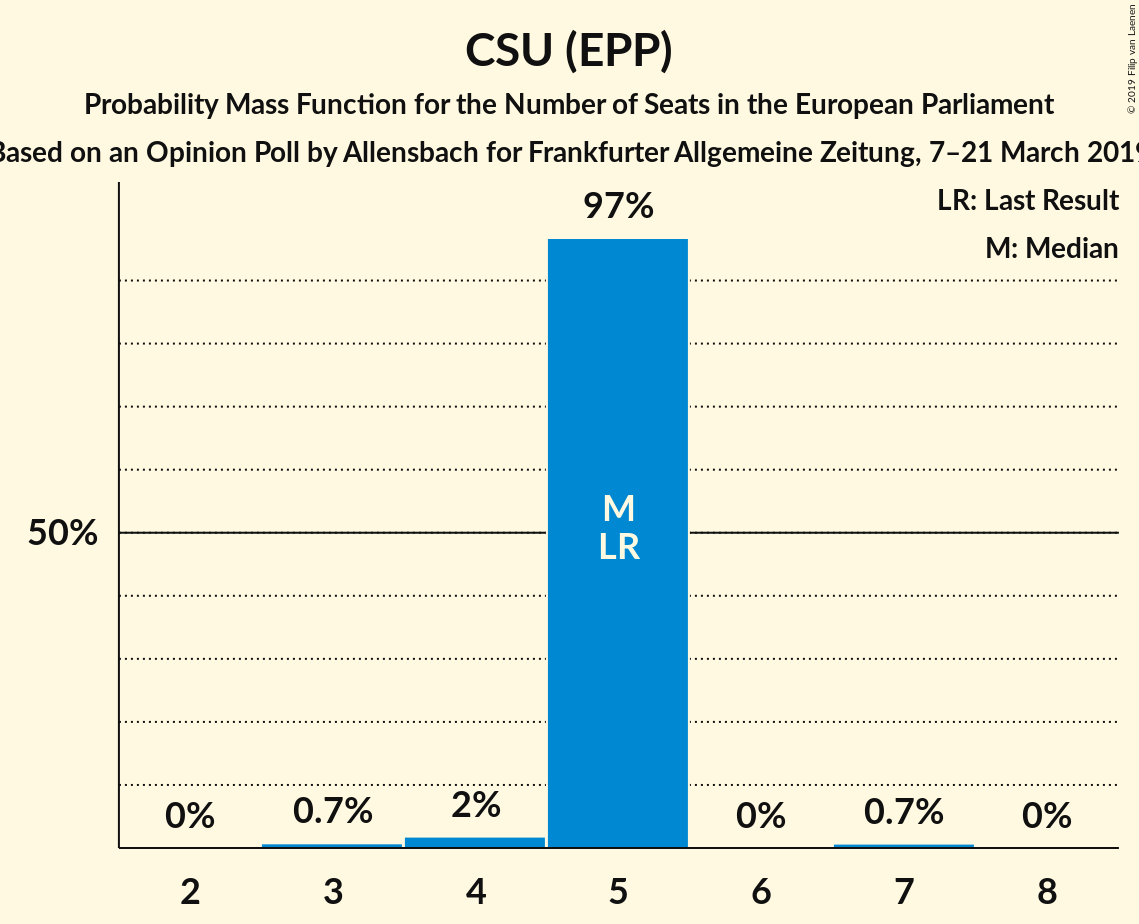 CSU (EPP)
Probability Mass Function for the Number of Seats in the European Parliament
Based on an Opinion Poll by Allensbach for Frankfurter Allgemeine Zeitung, 7–21 March 2019
© 2019 Filip van Laenen
LR: Last Result
M: Median
97%
50%
M
LR
0%
0.7%
2%
0%
0.7%
0%
2
3
4
5
6
7
8